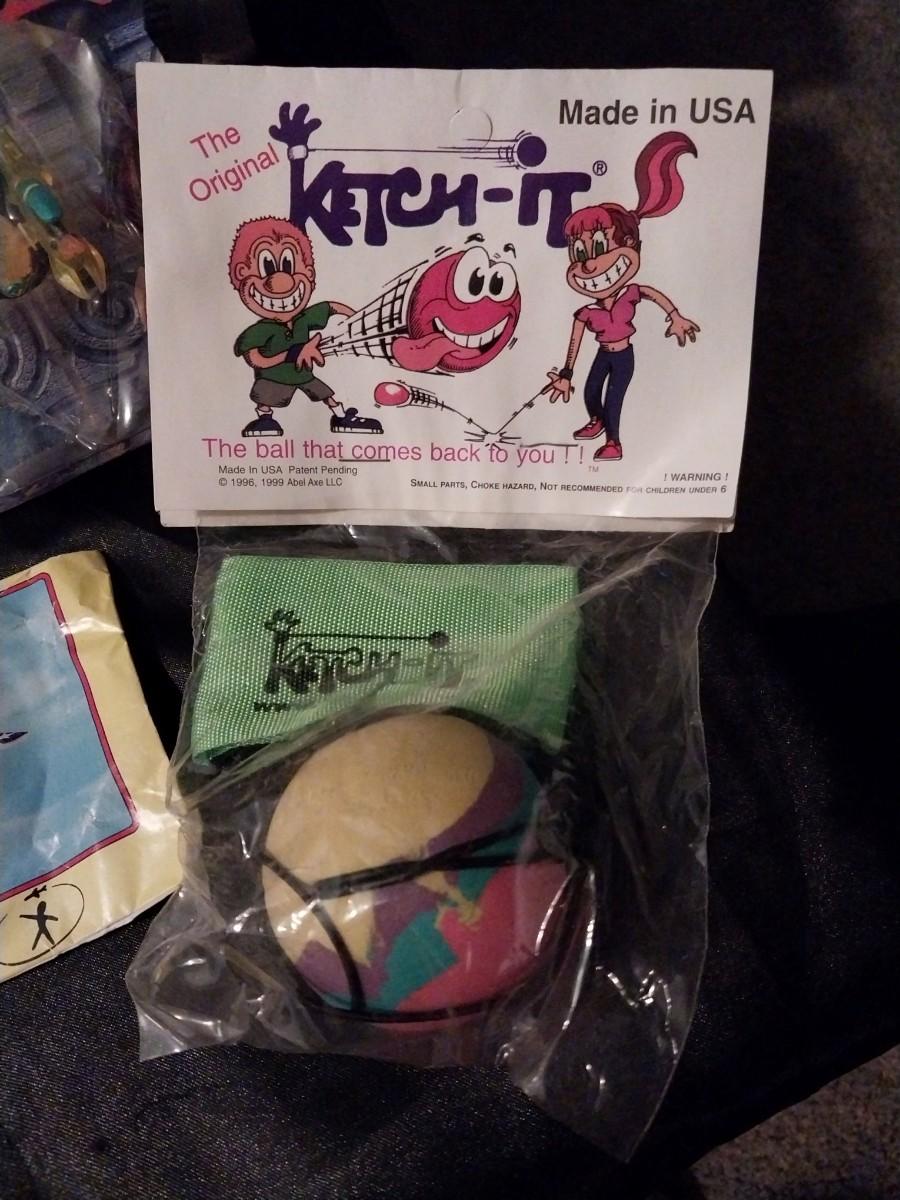 Made in USA
The
Original
KETCH-IT®
The ball that comes back to you ! ! ™
Made In USA Patent Pending
© 1996, 1999 Abel Axe LLC
! WARNING !
SMALL PARTS, CHOKE HAZARD, NOT RECOMMENDED FOR CHILDREN UNDER 6
KETCH-IT